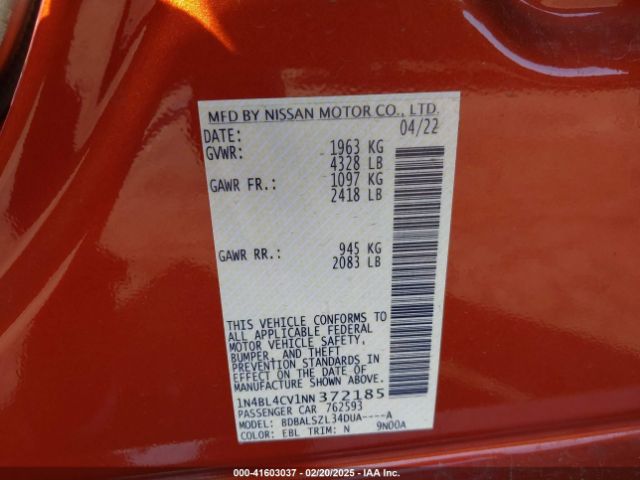 MFD BY NISSAN MOTOR CO., LTD.
DATE: 04/22
GVWR: 1963 KG
4328 LB
GAWR FR.: 1097 KG
2418 LB
GAWR RR.: 945 KG
2083 LB
THIS VEHICLE CONFORMS TO
ALL APPLICABLE FEDERAL
MOTOR VEHICLE SAFETY,
BUMPER, AND THEFT
PREVENTION STANDARDS IN
EFFECT ON THE DATE OF
MANUFACTURE SHOWN ABOVE.
1N4BL4CV1NN 372185
PASSENGER CAR 762593
MODEL: BDBALSZL34DUA----A
COLOR: EBL TRIM: N 9N00A
000-41603037 - 02/20/2025 - IAA Inc.